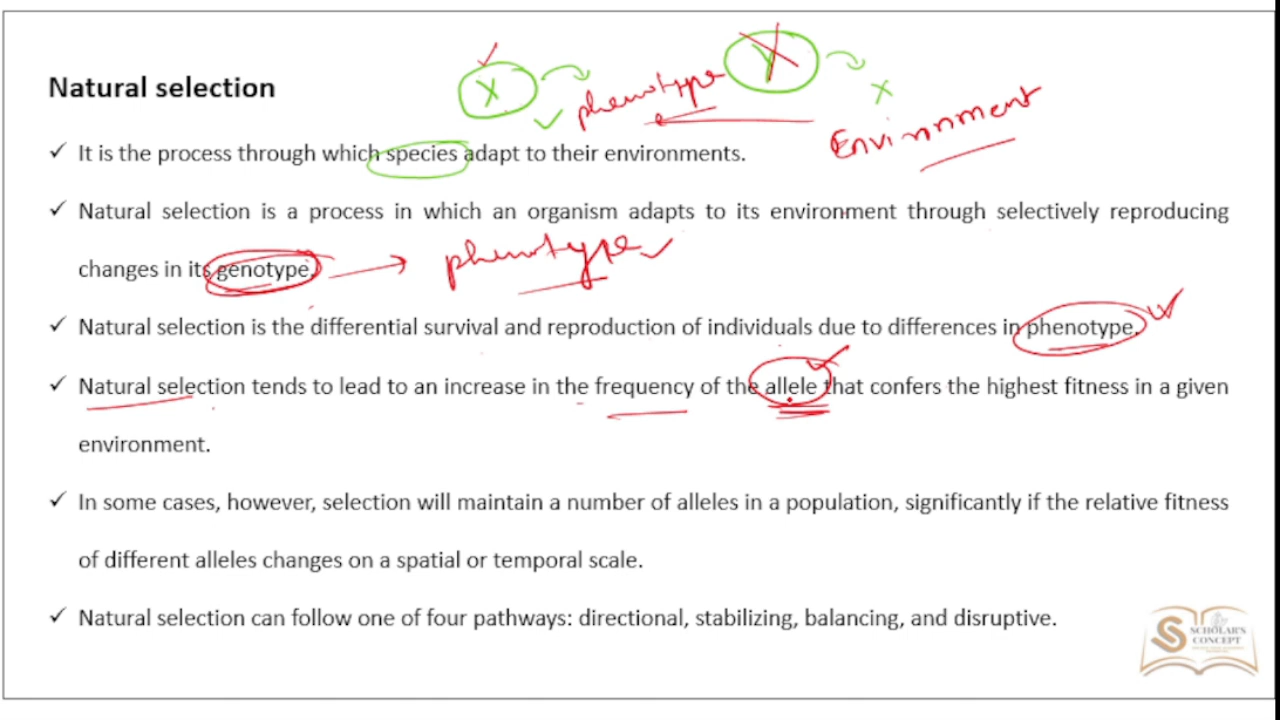 X phenotype Y X
Environment
Natural selection
✓ It is the process through which species adapt to their environments.
✓ Natural selection is a process in which an organism adapts to its environment through selectively reproducing
changes in its genotype. → phenotype
✓ Natural selection is the differential survival and reproduction of individuals due to differences in phenotype.
✓ Natural selection tends to lead to an increase in the frequency of the allele that confers the highest fitness in a given
environment.
✓ In some cases, however, selection will maintain a number of alleles in a population, significantly if the relative fitness
of different alleles changes on a spatial or temporal scale.
✓ Natural selection can follow one of four pathways: directional, stabilizing, balancing, and disruptive.
SCHOLAR'S
CONCEPT